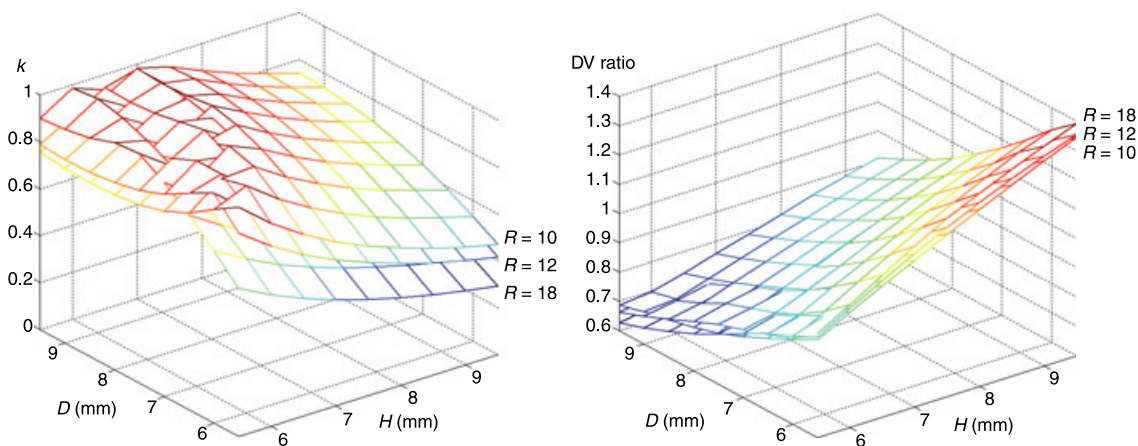 k
1
0.8
0.6
0.4
0.2
0
9
8
7
6
D (mm)
6
7
8
9
H (mm)
R = 10
R = 12
R = 18
DV ratio
1.4
1.3
1.2
1.1
1
0.9
0.8
0.7
0.6
9
8
7
6
D (mm)
6
7
8
9
H (mm)
R = 18
R = 12
R = 10